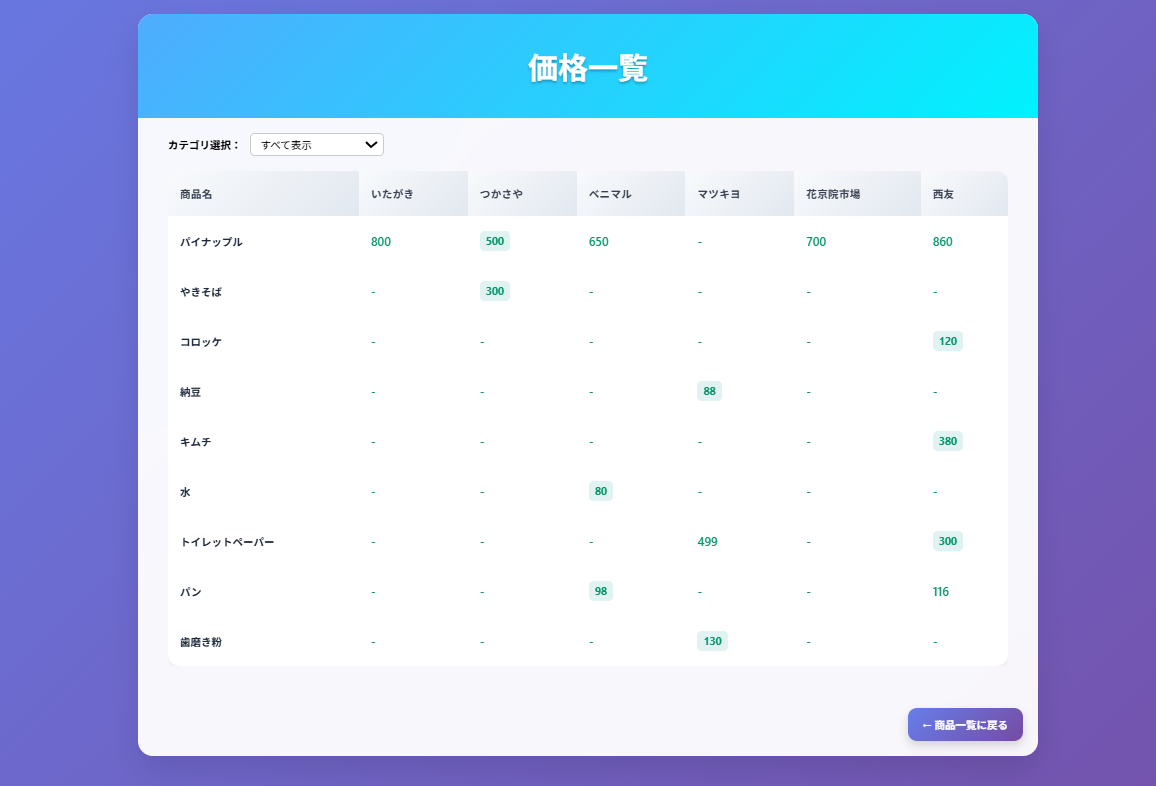 価格一覧
カテゴリ選択： すべて表示
商品名 いたがき つかさや ベニマル マツキヨ 花京院市場 西友
パイナップル 800 500 650 - 700 860
やきそば - 300 - - - -
コロッケ - - - - - 120
納豆 - - - 88 - -
キムチ - - - - - 380
水 - - 80 - - -
トイレットペーパー - - - 499 - 300
パン - - 98 - - 116
歯磨き粉 - - - 130 - -
← 商品一覧に戻る